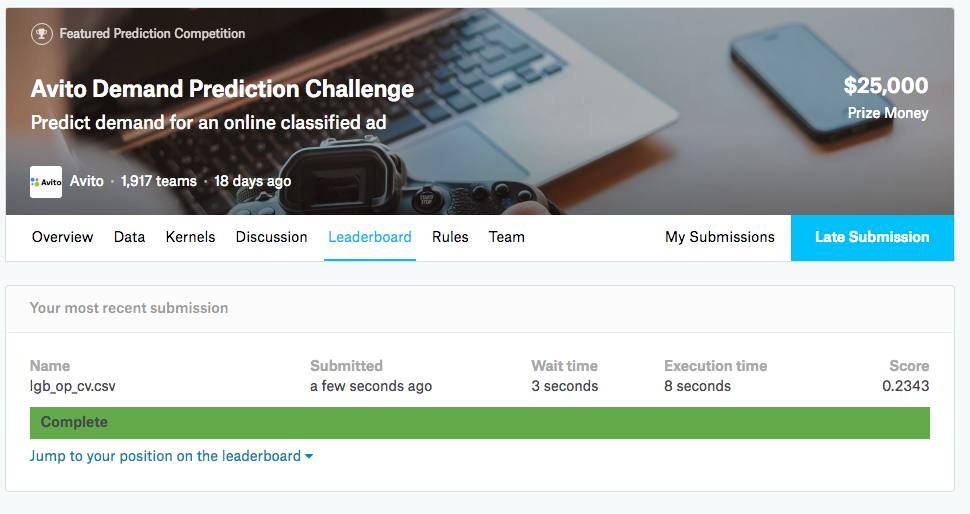 Featured Prediction Competition
Avito Demand Prediction Challenge
Predict demand for an online classified ad
$25,000
Prize Money
Avito
Avito · 1,917 teams · 18 days ago
START/STOP
Overview Data Kernels Discussion Leaderboard Rules Team My Submissions Late Submission
Your most recent submission
Name Submitted Wait time Execution time Score
lgb_op_cv.csv a few seconds ago 3 seconds 8 seconds 0.2343
Complete
Jump to your position on the leaderboard